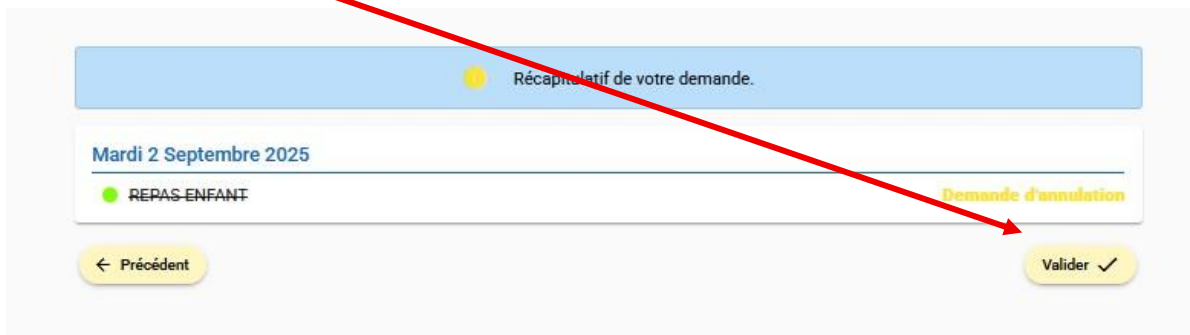 Récapitulatif de votre demande.
Mardi 2 Septembre 2025
REPAS ENFANT
Demande d'annulation
Précédent
Valider